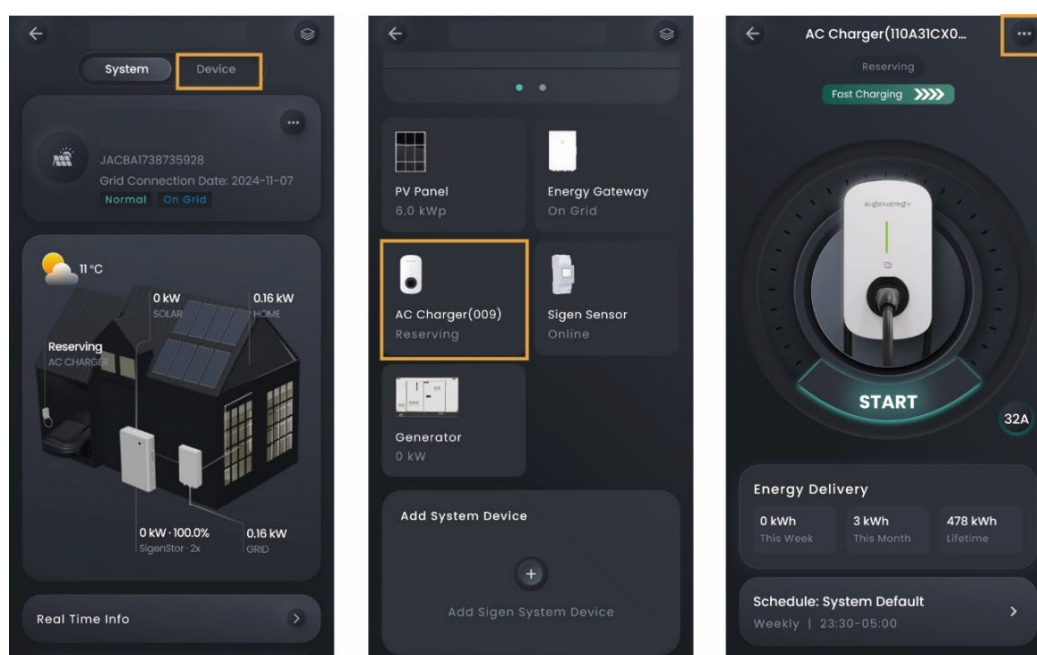 System
Device
JACBA1738735928
Grid Connection Date: 2024-11-07
Normal
On Grid
11 °C
0 kW
SOLAR
0.16 kW
HOME
Reserving
AC CHARGER
0 kW · 100.0%
SigenStor · 2x
0.16 kW
GRID
Real Time Info
PV Panel
6.0 kWp
Energy Gateway
On Grid
AC Charger(009)
Reserving
Sigen Sensor
Online
Generator
0 kW
Add System Device
Add Sigen System Device
AC Charger(110A31CX0...
Reserving
Fast Charging
SIGENERGY
START
32A
Energy Delivery
0 kWh
This Week
3 kWh
This Month
478 kWh
Lifetime
Schedule: System Default
Weekly | 23:30-05:00